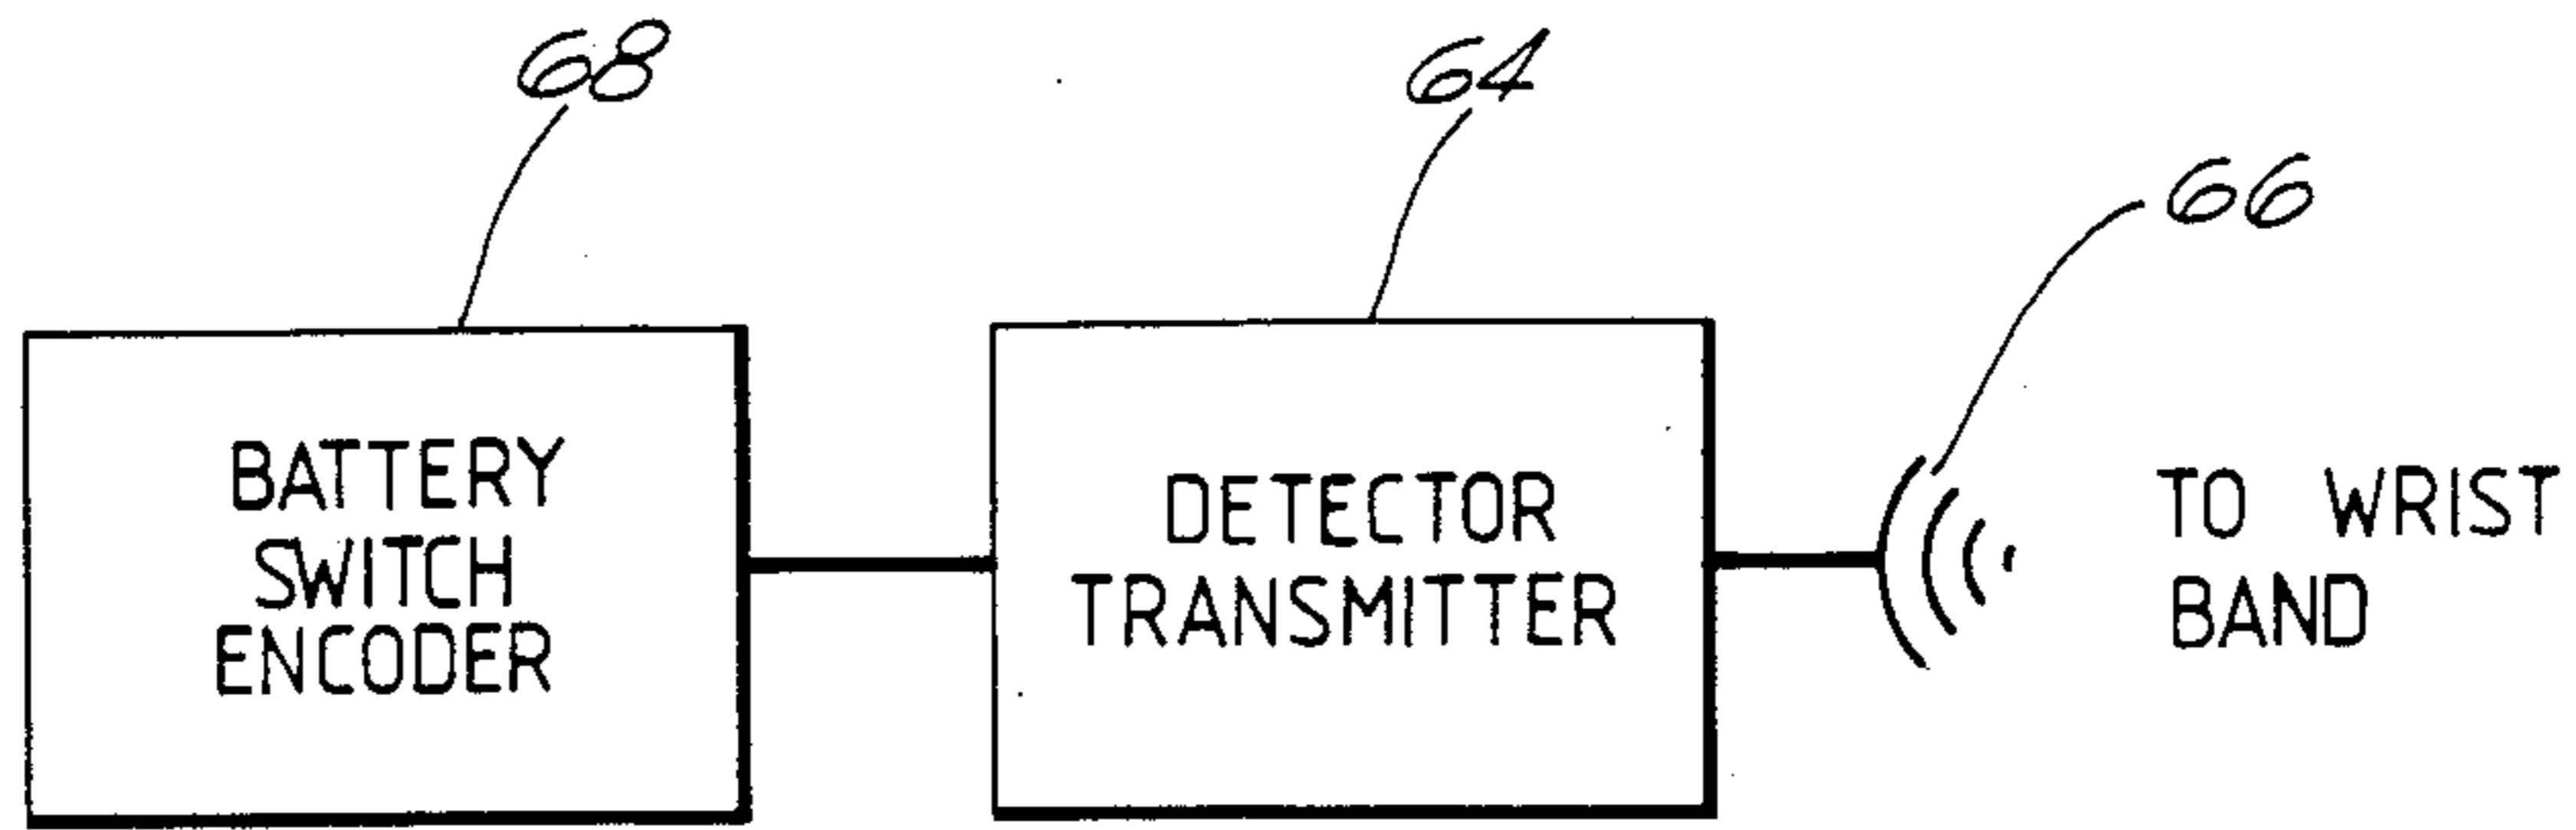 68
64
66
BATTERY
SWITCH
ENCODER
DETECTOR
TRANSMITTER
TO WRIST
BAND